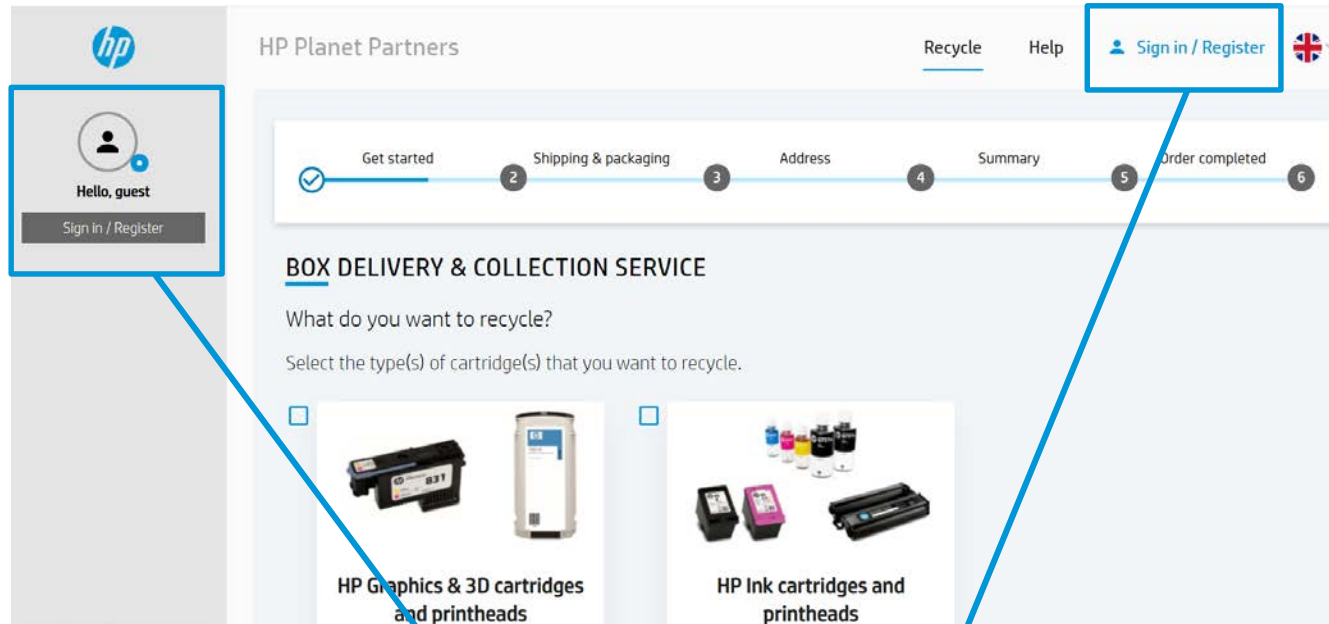 hp
HP Planet Partners
Recycle
Help
Sign in / Register
Hello, guest
Sign in / Register
Get started
Shipping & packaging
Address
Summary
Order completed
2
3
4
5
6
BOX DELIVERY & COLLECTION SERVICE
What do you want to recycle?
Select the type(s) of cartridge(s) that you want to recycle.
831
HP Graphics & 3D cartridges
and printheads
HP Ink cartridges and
printheads